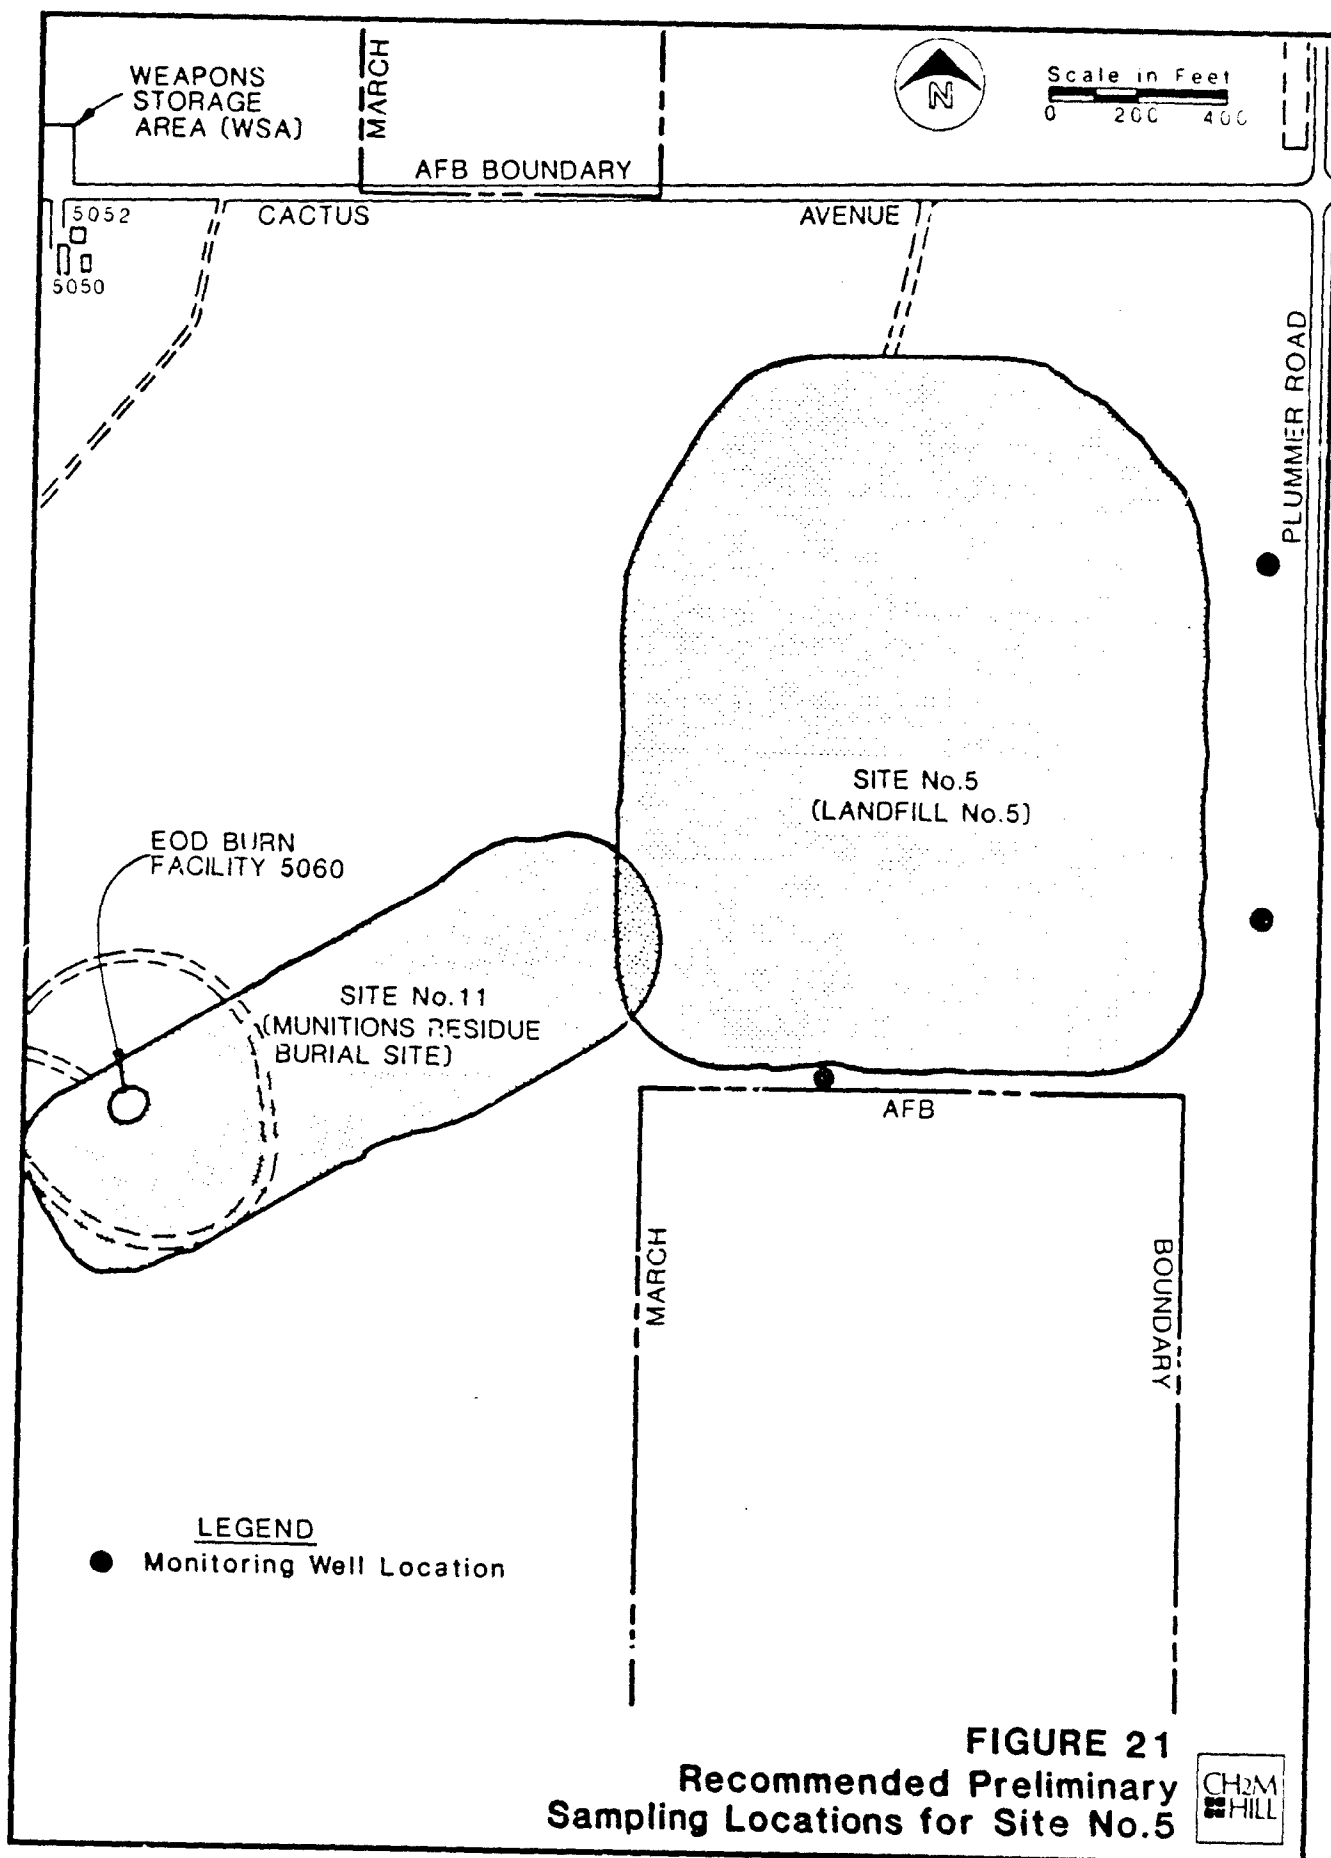 WEAPONS
STORAGE
AREA (WSA)
MARCH
AFB BOUNDARY
N
Scale in Feet
0 200 400
5052
5050
CACTUS
AVENUE
PLUMMER ROAD
SITE No.5
(LANDFILL No.5)
EOD BURN
FACILITY 5060
SITE No.11
(MUNITIONS RESIDUE
BURIAL SITE)
AFB
MARCH
BOUNDARY
LEGEND
Monitoring Well Location
FIGURE 21
Recommended Preliminary
Sampling Locations for Site No.5
CH2M
HILL